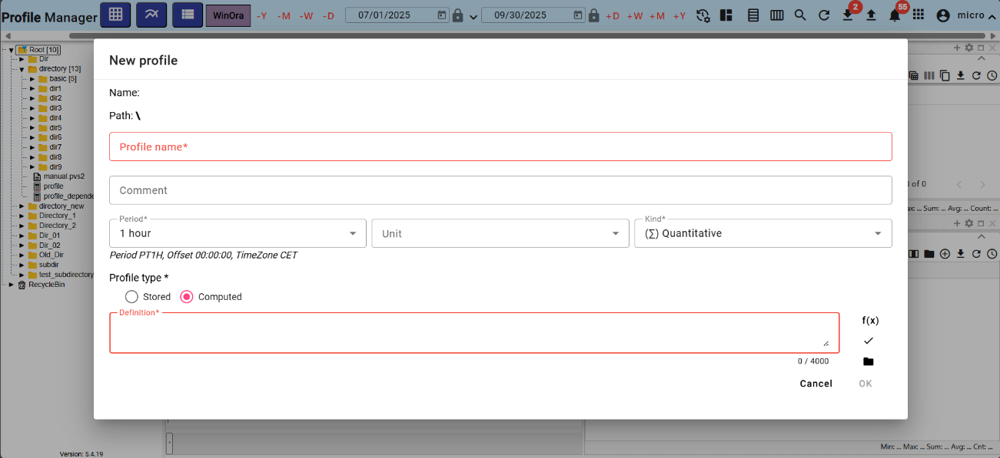 Profile Manager WinOra -Y -M -W -D 07/01/2025 09/30/2025 +D +W +M +Y 2 55 micro
Root [10]
Dir
directory [13]
basic [5]
dir1
dir2
dir3
dir4
dir5
dir6
dir7
dir8
dir9
manual.pvs2
profile
profile_depende
directory_new
Directory_1
Directory_2
Dir_01
Dir_02
Old_Dir
subdir
test_subdirectory
RecycleBin
Version: 5.4.19
New profile
Name:
Path: \
Profile name*
Comment
Period*
1 hour
Unit
Kind*
(∑) Quantitative
Period PT1H, Offset 00:00:00, TimeZone CET
Profile type *
Stored Computed
Definition*
f(x)
0 / 4000
Cancel OK
of 0
Sum: ... Avg: ... Count: ...
Min: ... Max: ... Sum: ... Avg: ... Cnt: ...